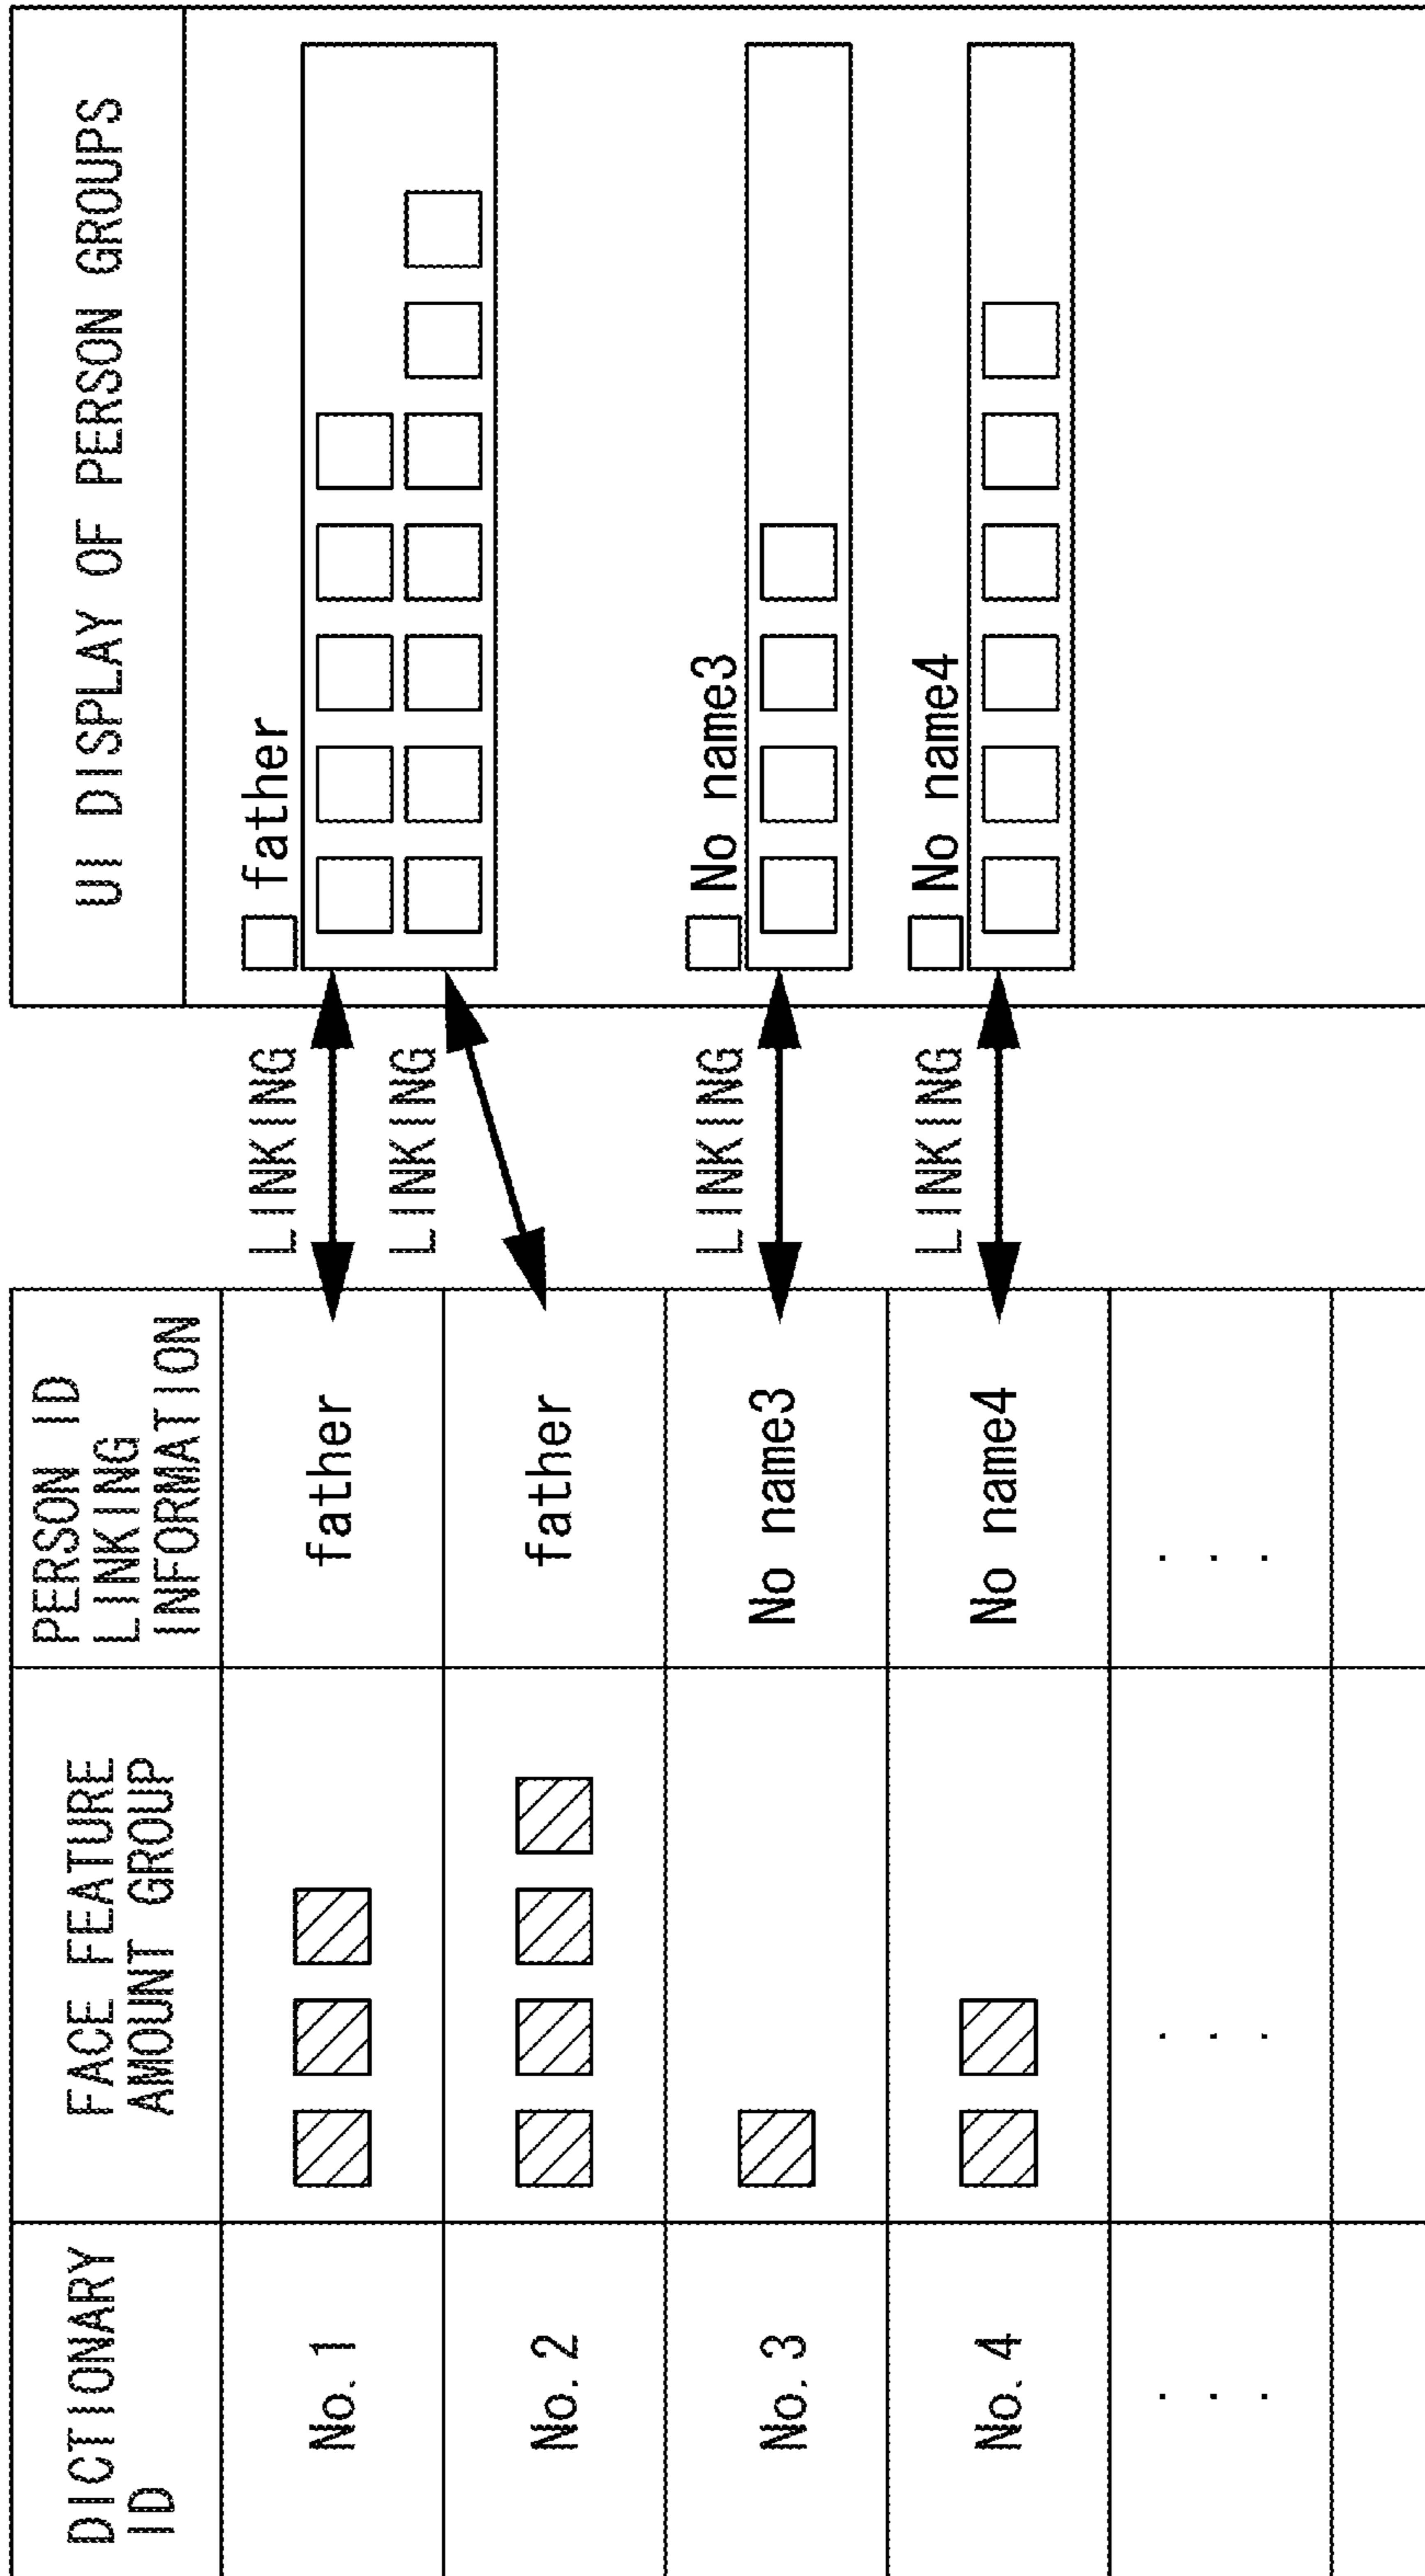 DICTIONARY
ID
FACE FEATURE
AMOUNT GROUP
PERSON ID
LINKING
INFORMATION
No. 1
father
No. 2
father
No. 3
No name3
No. 4
No name4
. . .
. . .
. . .
LINKING
LINKING
LINKING
LINKING
UI DISPLAY OF PERSON GROUPS
father
No name3
No name4